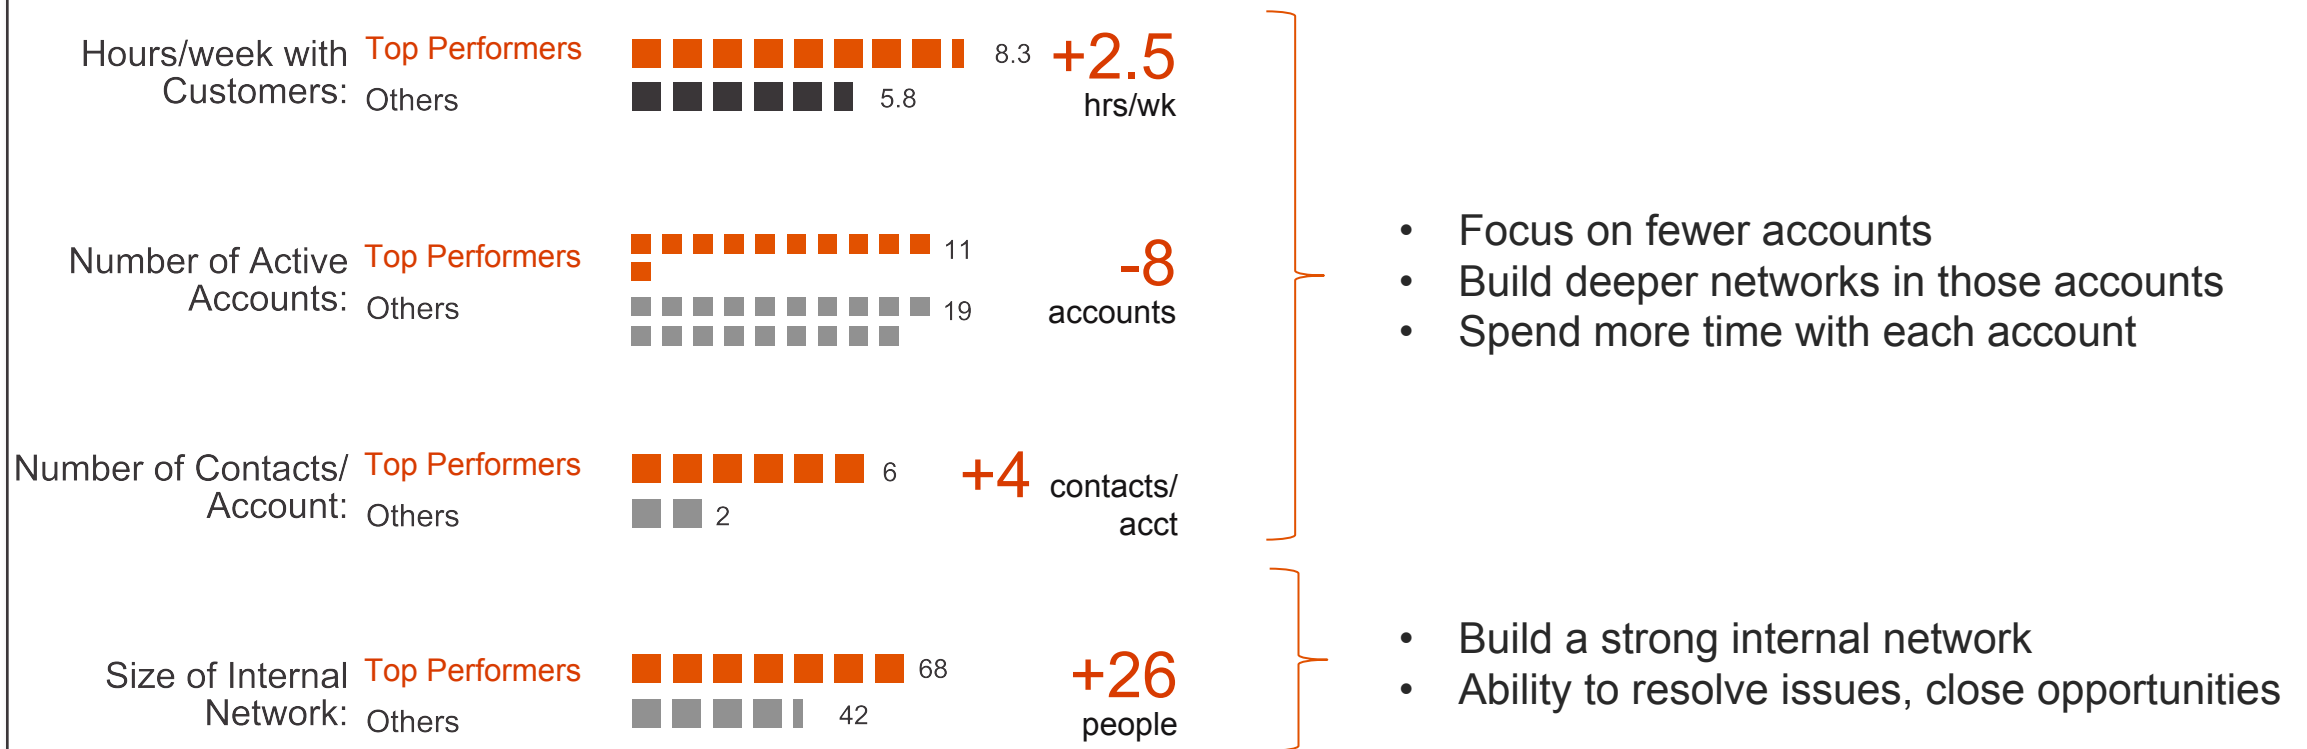 Hours/week with
Customers:
Top Performers
8.3
+2.5
hrs/wk
Others
5.8
Number of Active
Accounts:
Top Performers
11
-8
accounts
Others
19
• Focus on fewer accounts
• Build deeper networks in those accounts
• Spend more time with each account
Number of Contacts/
Account:
Top Performers
6
+4
contacts/
acct
Others
2
Size of Internal
Network:
Top Performers
68
+26
people
Others
42
• Build a strong internal network
• Ability to resolve issues, close opportunities